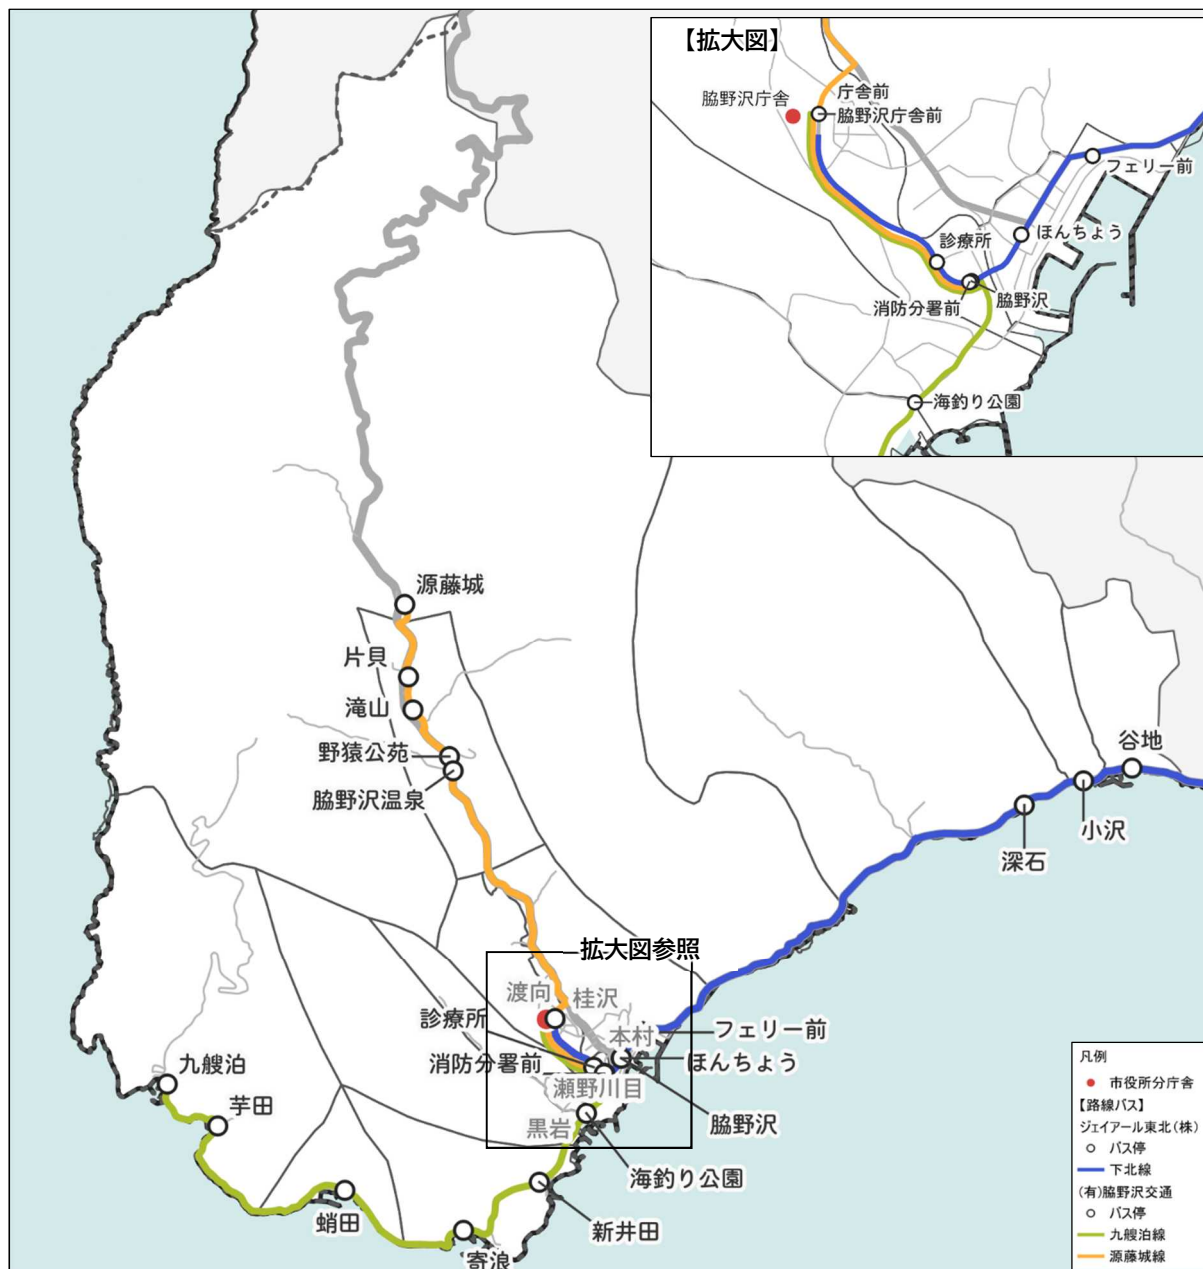 【拡大図】
脇野沢庁舎
庁舎前
脇野沢庁舎前
フェリー前
ほんちょう
診療所
脇野沢
消防分署前
海釣り公園
源藤城
片貝
滝山
野猿公苑
脇野沢温泉
谷地
小沢
深石
拡大図参照
渡向
桂沢
診療所
本村
フェリー前
消防分署前
ほんちょう
瀬野川目
脇野沢
黒岩
九艘泊
芋田
海釣り公園
蛸田
新井田
寄浪
凡例
市役所分庁舎
【路線バス】
ジェイアール東北(株)
バス停
下北線
(有)脇野沢交通
バス停
九艘泊線
源藤城線